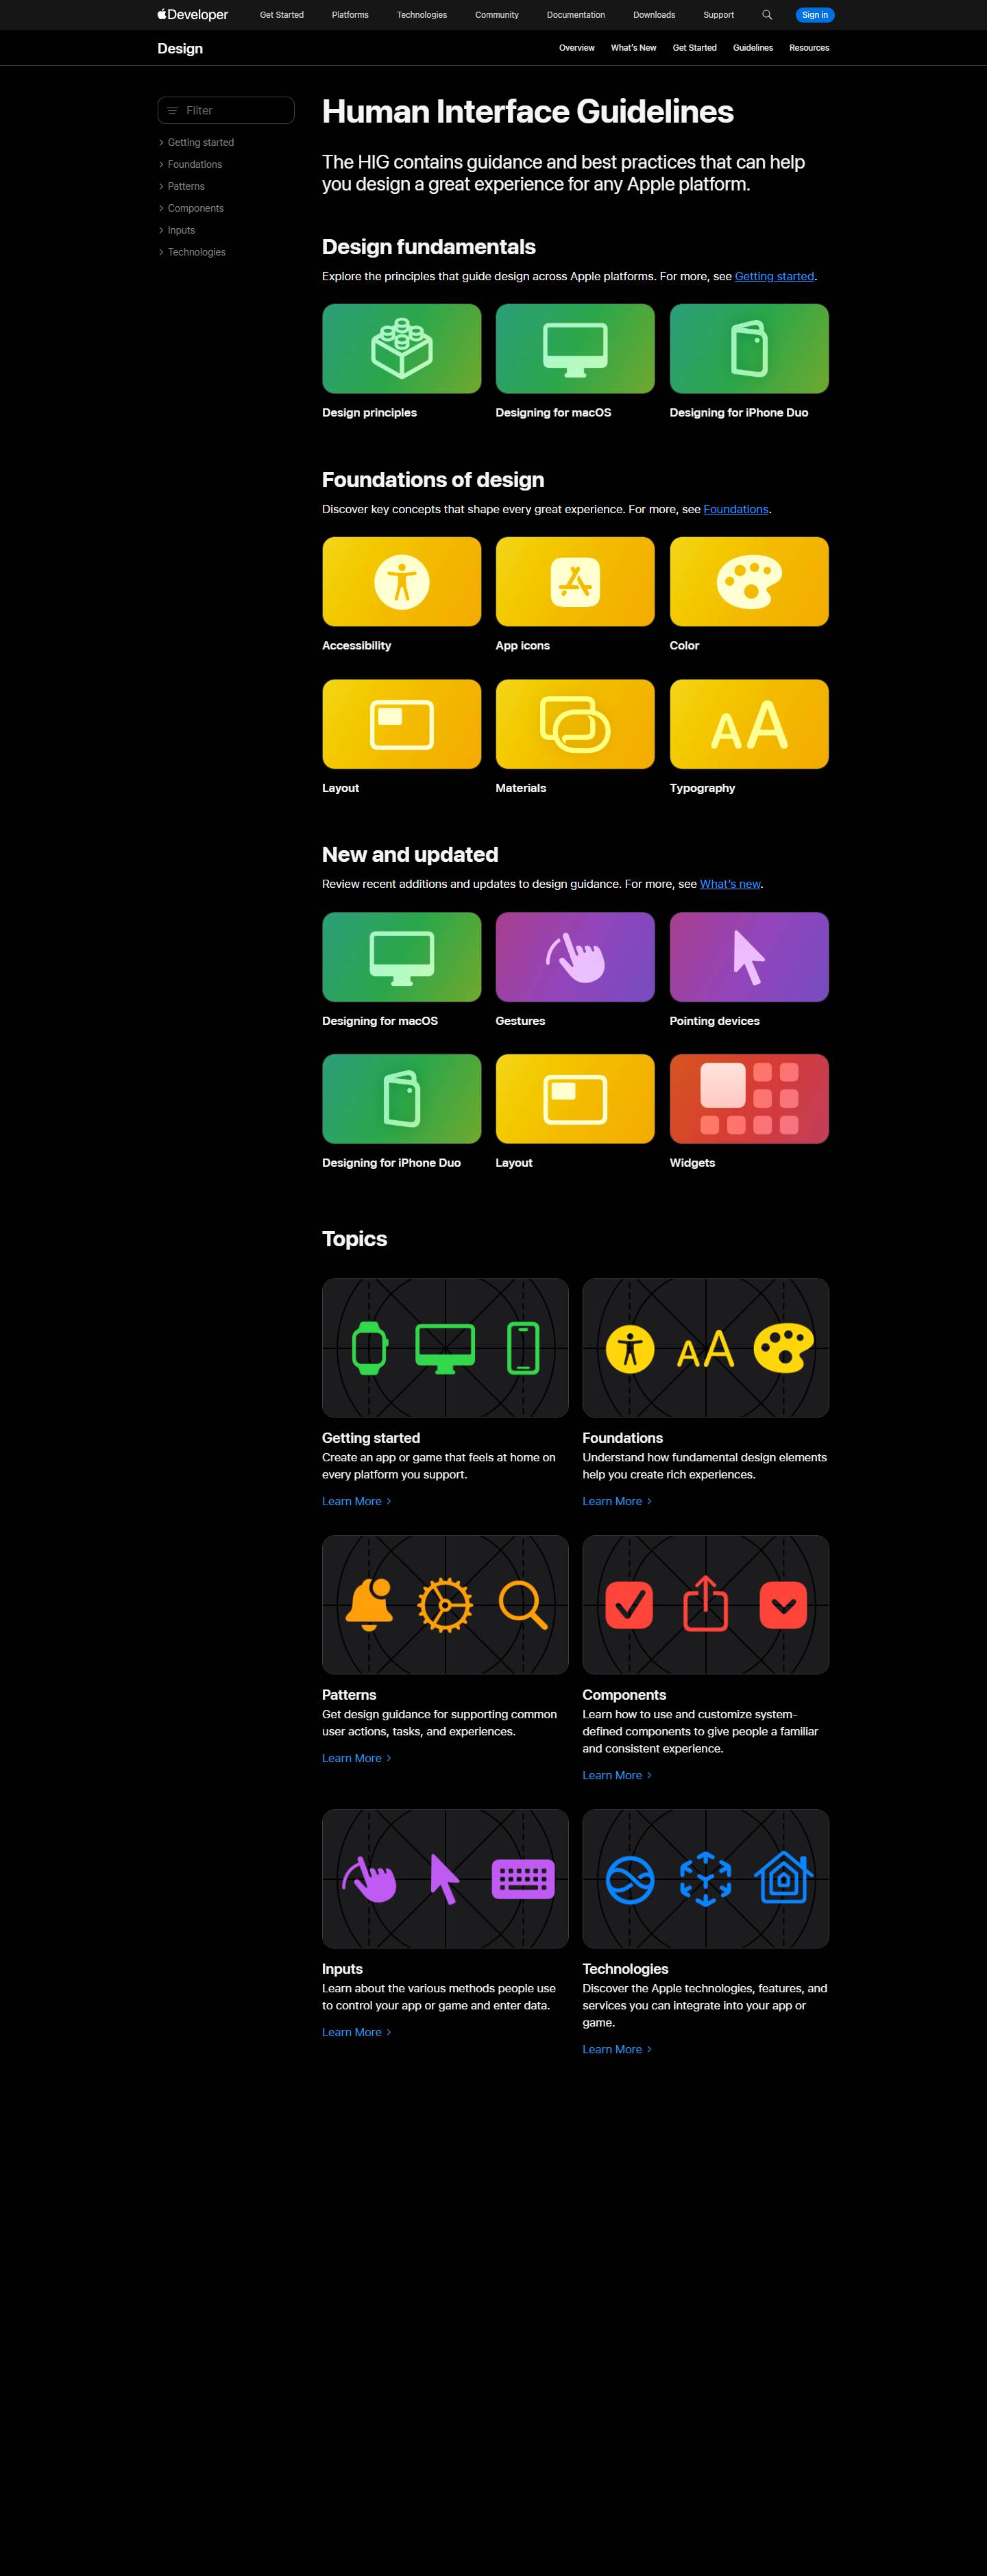 Developer
Get Started
Platforms
Technologies
Community
Documentation
Downloads
Support
Sign in
Design
Overview
What's New
Get Started
Guidelines
Resources
Filter
Getting started
Foundations
Patterns
Components
Inputs
Technologies
Human Interface Guidelines
The HIG contains guidance and best practices that can help
you design a great experience for any Apple platform.
Design fundamentals
Explore the principles that guide design across Apple platforms. For more, see Getting started.
Design principles
Designing for macOS
Designing for iPhone Duo
Foundations of design
Discover key concepts that shape every great experience. For more, see Foundations.
Accessibility
App icons
Color
AA
Layout
Materials
Typography
New and updated
Review recent additions and updates to design guidance. For more, see What's new.
Designing for macOS
Gestures
Pointing devices
Designing for iPhone Duo
Layout
Widgets
Topics
AA
Getting started
Create an app or game that feels at home on
every platform you support.
Learn More
Foundations
Understand how fundamental design elements
help you create rich experiences.
Learn More
Patterns
Get design guidance for supporting common
user actions, tasks, and experiences.
Learn More
Components
Learn how to use and customize system-
defined components to give people a familiar
and consistent experience.
Learn More
Inputs
Learn about the various methods people use
to control your app or game and enter data.
Learn More
Technologies
Discover the Apple technologies, features, and
services you can integrate into your app or
game.
Learn More